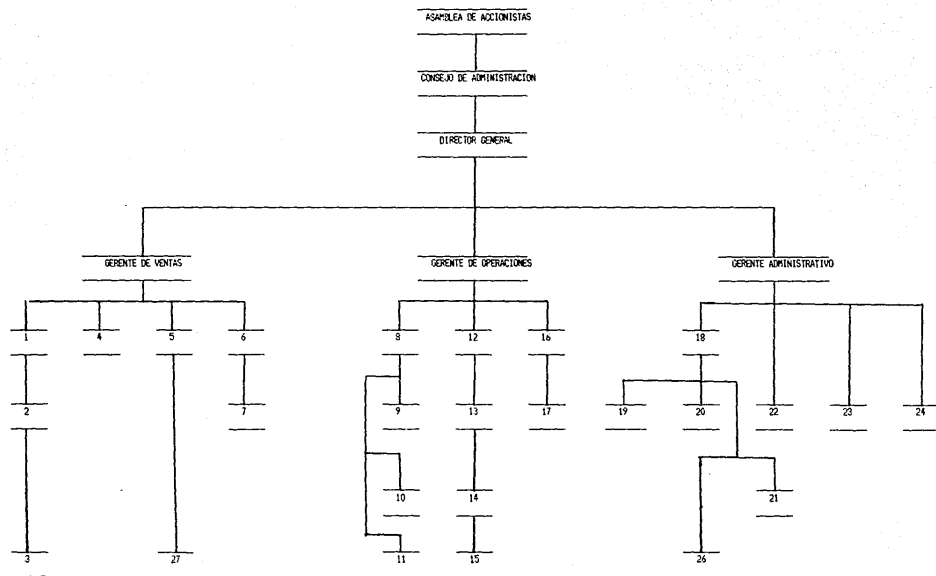 ASAMBLEA DE ACCIONISTAS
CONSEJO DE ADMINISTRACION
DIRECTOR GENERAL
GERENTE DE VENTAS GERENTE DE OPERACIONES GERENTE ADMINISTRATIVO
1 4 5 6 8 12 16 18
2 7 9 13 17 19 20 22 23 24
10 14 21
3 27 11 15 26